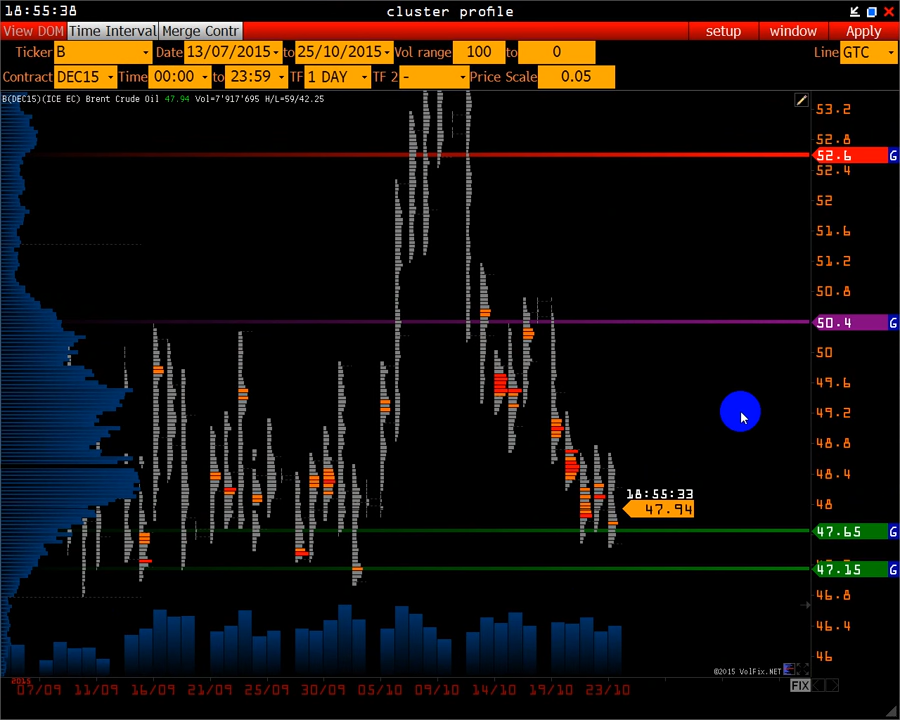 18:55:38 cluster profile
View DOM Time Interval Merge Contr setup window Apply
Ticker B Date 13/07/2015 to 25/10/2015 Vol range 100 to 0 Line GTC
Contract DEC15 Time 00:00 to 23:59 TF 1 DAY TF 2 - Price Scale 0.05
B(DEC15)(ICE EC) Brent Crude Oil 47.94 Vol=7'917'695 H/L=59/42.25
53.2
52.8
52.6 G
52.4
52
51.6
51.2
50.8
50.4 G
50
49.6
49.2
48.8
48.4
18:55:33
48
47.94
47.65 G
47.15 G
46.8
46.4
46
©2015 VolFix.NET
2015
FIX
07/09 11/09 16/09 21/09 25/09 30/09 05/10 09/10 14/10 19/10 23/10